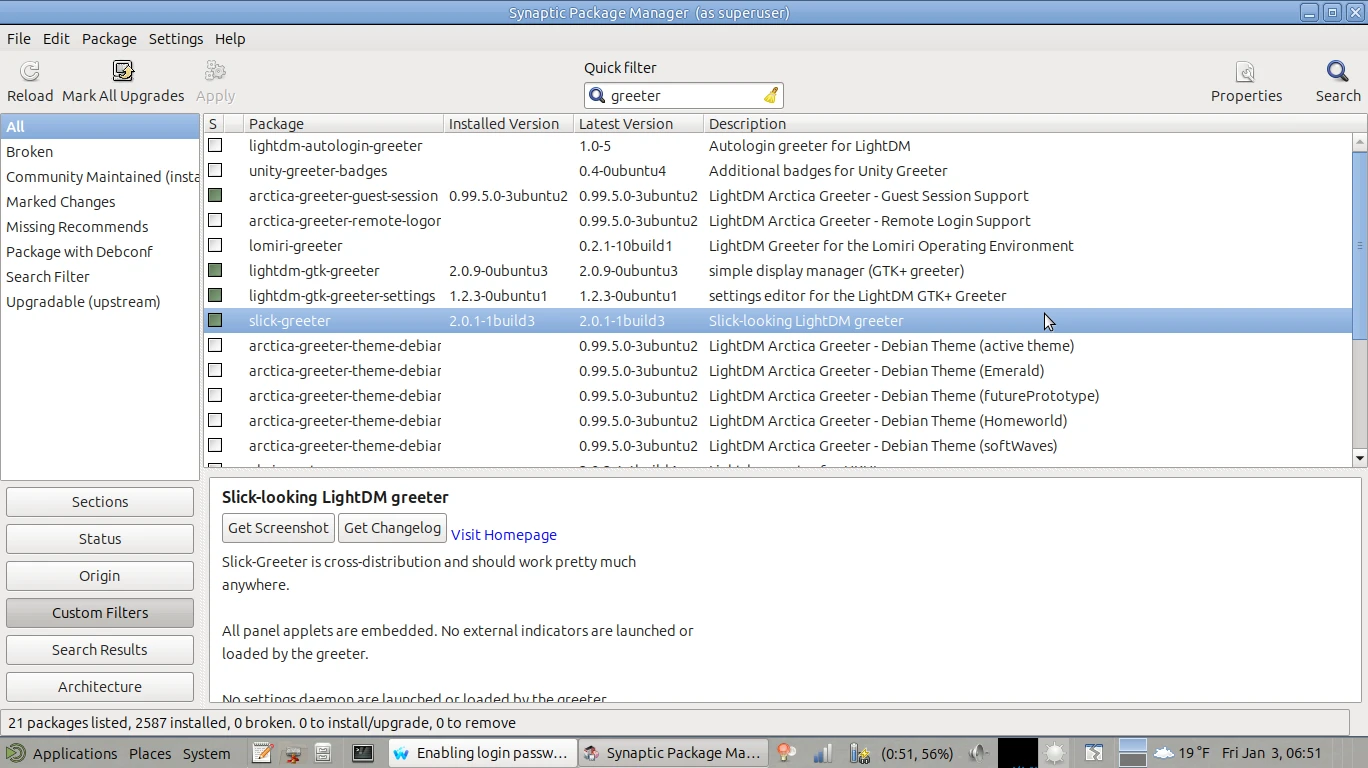 Synaptic Package Manager (as superuser)
File Edit Package Settings Help
Reload Mark All Upgrades Apply
Quick filter
greeter
Properties Search
All
Broken
Community Maintained (insta
Marked Changes
Missing Recommends
Package with Debconf
Search Filter
Upgradable (upstream)
S Package Installed Version Latest Version Description
lightdm-autologin-greeter 1.0-5 Autologin greeter for LightDM
unity-greeter-badges 0.4-0ubuntu4 Additional badges for Unity Greeter
arctica-greeter-guest-session 0.99.5.0-3ubuntu2 0.99.5.0-3ubuntu2 LightDM Arctica Greeter - Guest Session Support
arctica-greeter-remote-logor 0.99.5.0-3ubuntu2 LightDM Arctica Greeter - Remote Login Support
lomiri-greeter 0.2.1-10build1 LightDM Greeter for the Lomiri Operating Environment
lightdm-gtk-greeter 2.0.9-0ubuntu3 2.0.9-0ubuntu3 simple display manager (GTK+ greeter)
lightdm-gtk-greeter-settings 1.2.3-0ubuntu1 1.2.3-0ubuntu1 settings editor for the LightDM GTK+ Greeter
slick-greeter 2.0.1-1build3 2.0.1-1build3 Slick-looking LightDM greeter
arctica-greeter-theme-debiar 0.99.5.0-3ubuntu2 LightDM Arctica Greeter - Debian Theme (active theme)
arctica-greeter-theme-debiar 0.99.5.0-3ubuntu2 LightDM Arctica Greeter - Debian Theme (Emerald)
arctica-greeter-theme-debiar 0.99.5.0-3ubuntu2 LightDM Arctica Greeter - Debian Theme (futurePrototype)
arctica-greeter-theme-debiar 0.99.5.0-3ubuntu2 LightDM Arctica Greeter - Debian Theme (Homeworld)
arctica-greeter-theme-debiar 0.99.5.0-3ubuntu2 LightDM Arctica Greeter - Debian Theme (softWaves)
Sections
Status
Origin
Custom Filters
Search Results
Architecture
Slick-looking LightDM greeter
Get Screenshot Get Changelog Visit Homepage
Slick-Greeter is cross-distribution and should work pretty much
anywhere.
All panel applets are embedded. No external indicators are launched or
loaded by the greeter.
No settings daemon are launched or loaded by the greeter
21 packages listed, 2587 installed, 0 broken. 0 to install/upgrade, 0 to remove
Applications Places System Enabling login passw... Synaptic Package Ma... (0:51, 56%) 19 °F Fri Jan 3, 06:51